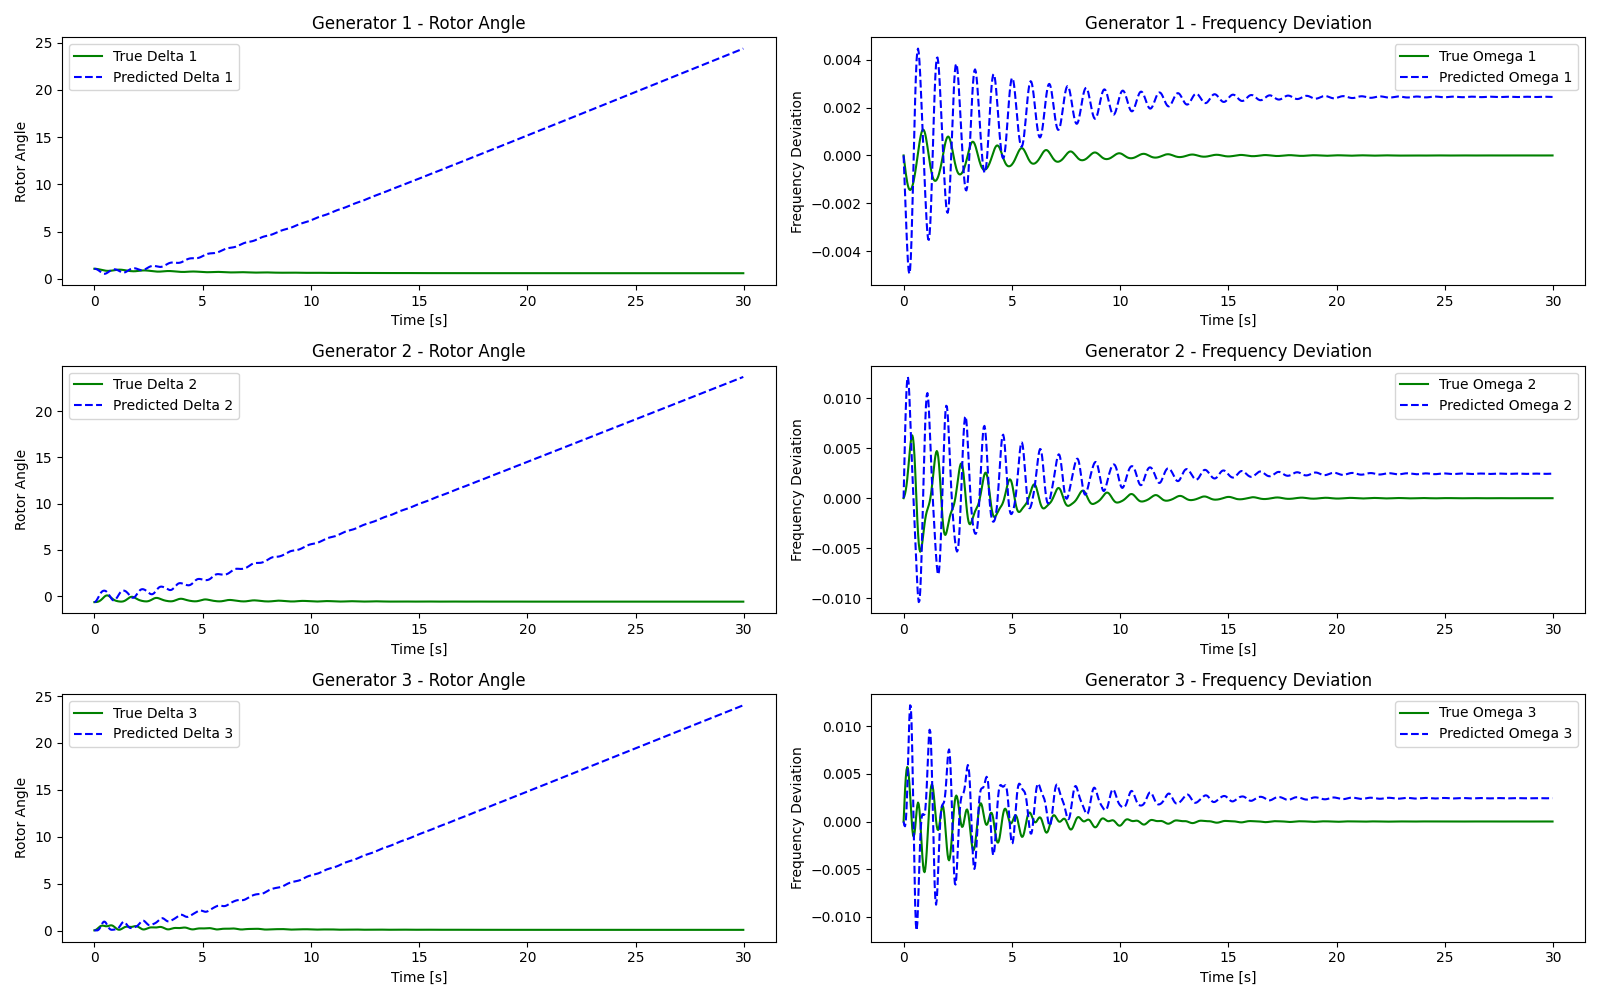 Generator 1 - Rotor Angle
True Delta 1
Predicted Delta 1
Rotor Angle
25
20
15
10
5
0
0 5 10 15 20 25 30
Time [s]
Generator 1 - Frequency Deviation
True Omega 1
Predicted Omega 1
Frequency Deviation
0.004
0.002
0.000
−0.002
−0.004
0 5 10 15 20 25 30
Time [s]
Generator 2 - Rotor Angle
True Delta 2
Predicted Delta 2
Rotor Angle
20
15
10
5
0
0 5 10 15 20 25 30
Time [s]
Generator 2 - Frequency Deviation
True Omega 2
Predicted Omega 2
Frequency Deviation
0.010
0.005
0.000
−0.005
−0.010
0 5 10 15 20 25 30
Time [s]
Generator 3 - Rotor Angle
True Delta 3
Predicted Delta 3
Rotor Angle
25
20
15
10
5
0
0 5 10 15 20 25 30
Time [s]
Generator 3 - Frequency Deviation
True Omega 3
Predicted Omega 3
Frequency Deviation
0.010
0.005
0.000
−0.005
−0.010
0 5 10 15 20 25 30
Time [s]